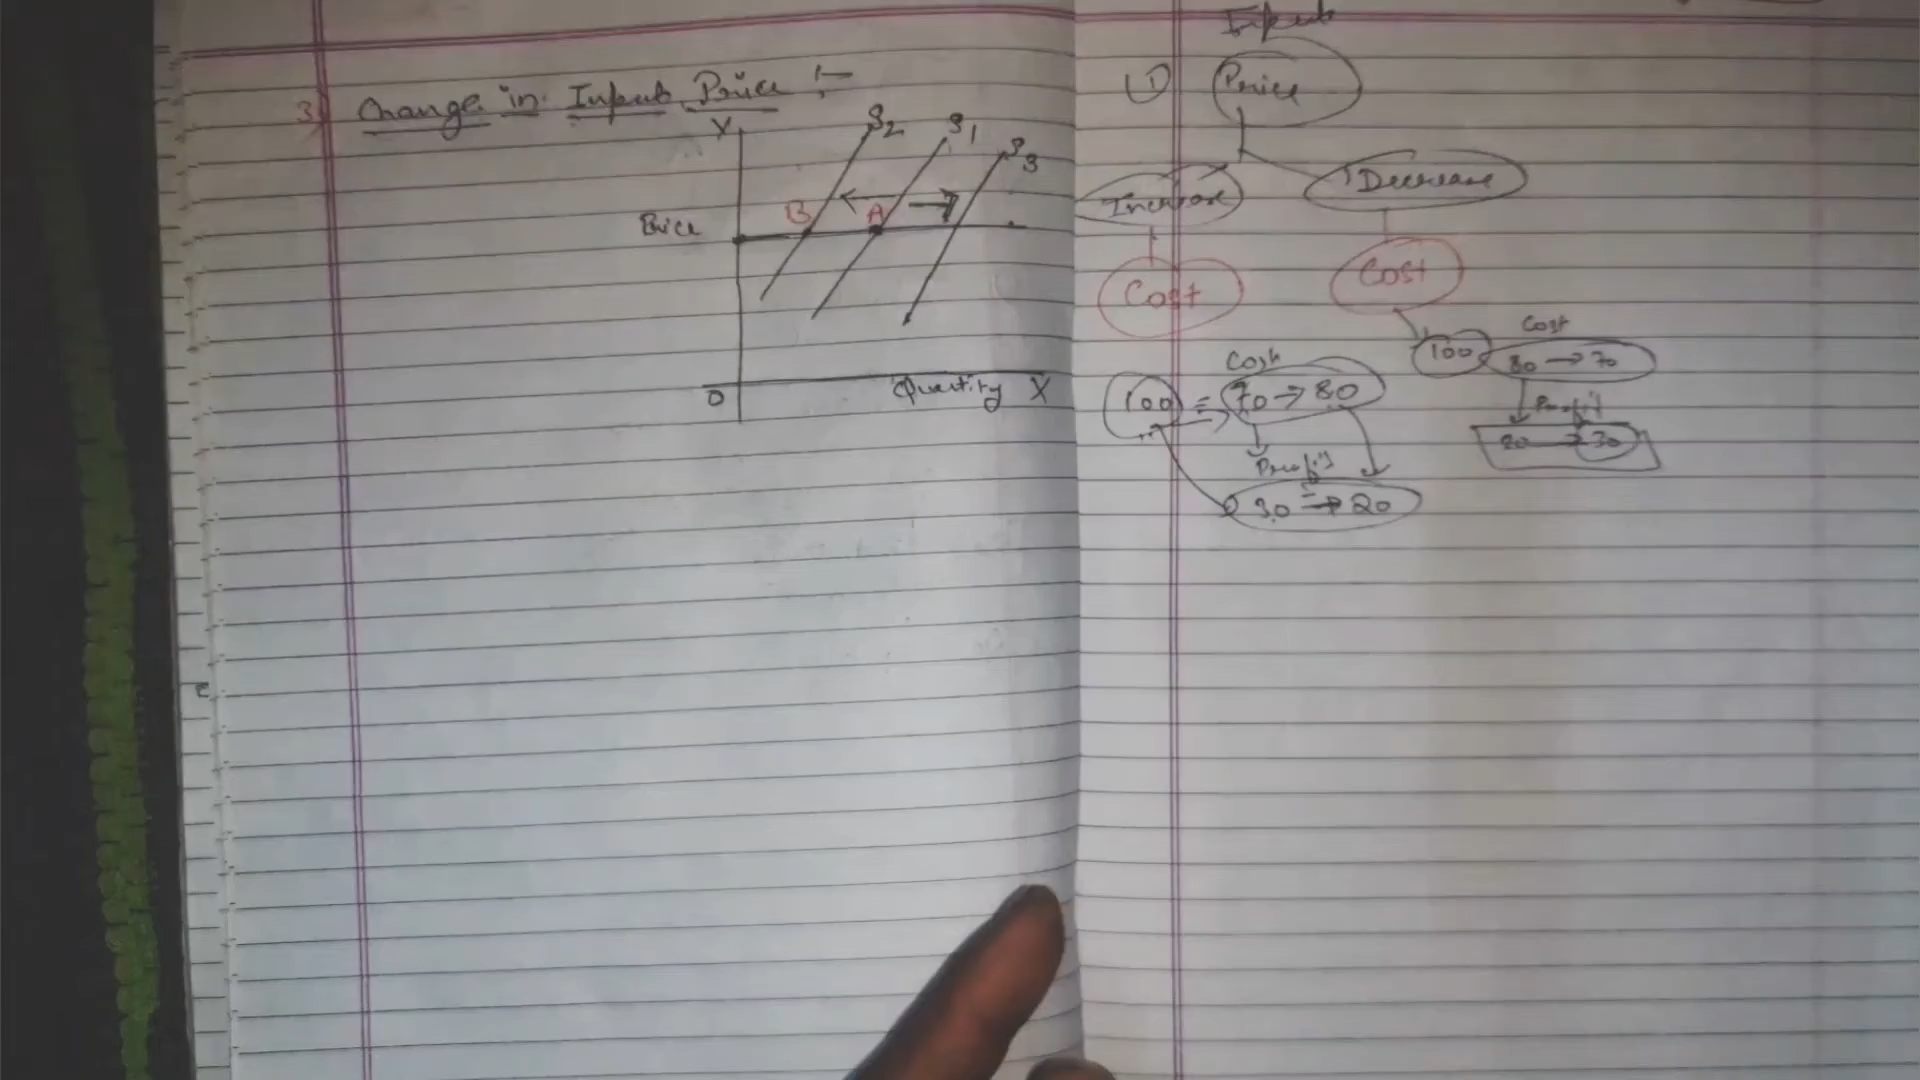 3) Change in Input Price :-
Y
S2
S1
S3
Price
B
A
O
Quantity X
Input
① Price
Increase
Decrease
Cost
Cost
Cost
100
80 → 70
Profit
20 → 30
Cost
100 = 70 → 80
Profit
30 → 20